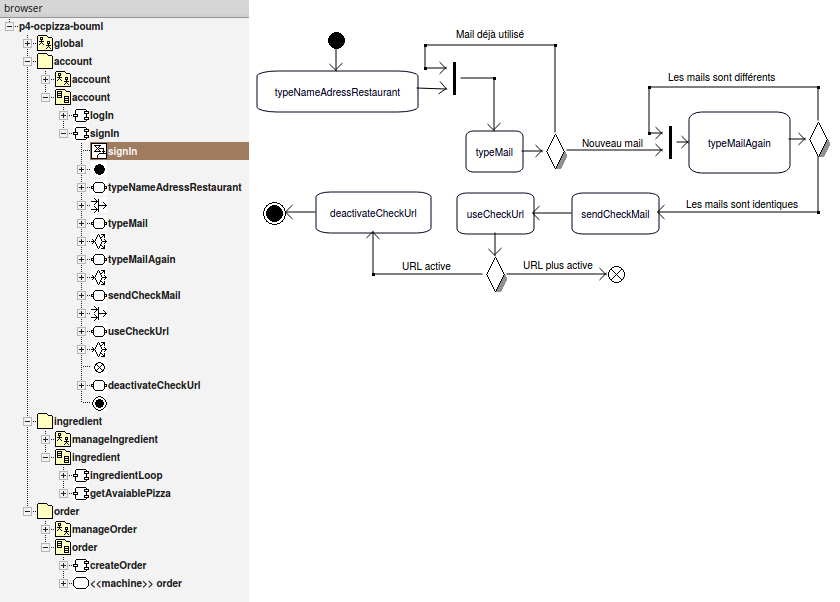 browser
p4-ocpizza-bouml
global
account
account
account
logIn
signIn
signIn
typeNameAdressRestaurant
typeMail
typeMailAgain
sendCheckMail
useCheckUrl
deactivateCheckUrl
ingredient
manageIngredient
ingredient
ingredientLoop
getAvaiablePizza
order
manageOrder
order
createOrder
<<machine>> order
Mail déjà utilisé
Les mails sont différents
typeNameAdressRestaurant
typeMail
Nouveau mail
typeMailAgain
Les mails sont identiques
deactivateCheckUrl
useCheckUrl
sendCheckMail
URL active
URL plus active